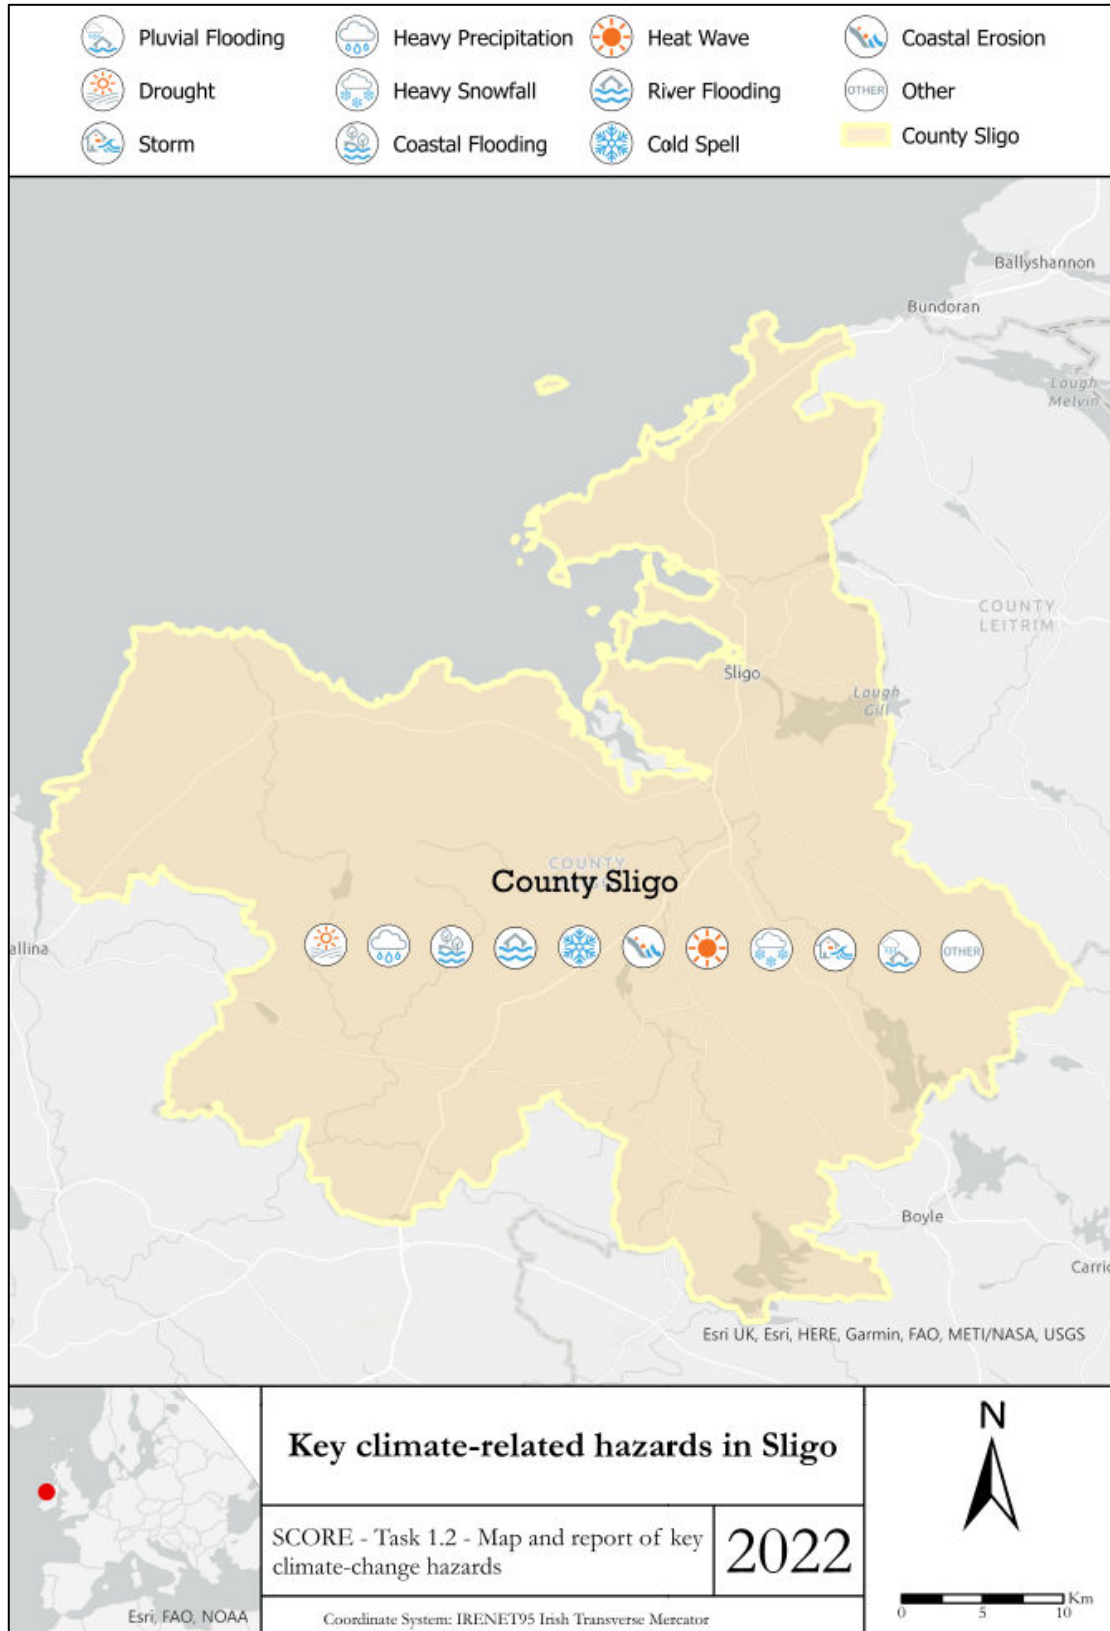 Pluvial Flooding
Heavy Precipitation
Heat Wave
Coastal Erosion
Drought
Heavy Snowfall
River Flooding
OTHER
Other
Storm
Coastal Flooding
Cold Spell
County Sligo
Ballyshannon
Bundoran
Lough
Melvin
COUNTY
LEITRIM
Sligo
Lough
Gill
COUNTY
County Sligo
allina
OTHER
Boyle
Carric
Esri UK, Esri, HERE, Garmin, FAO, METI/NASA, USGS
Key climate-related hazards in Sligo
SCORE - Task 1.2 - Map and report of key
climate-change hazards
2022
Coordinate System: IRENET95 Irish Transverse Mercator
Esri, FAO, NOAA
N
Km
0 5 10